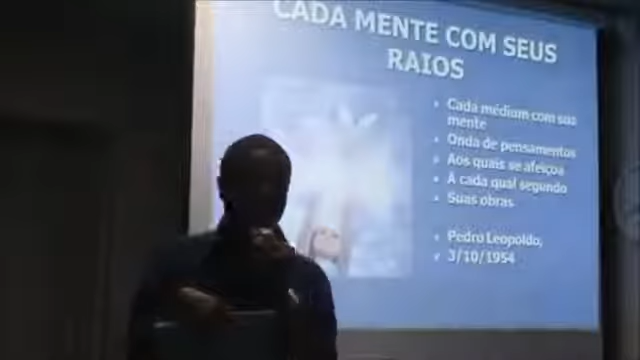 CADA MENTE COM SEUS
RAIOS
Cada médium com sua
mente
Onda de pensamentos
Aos quais se afeiçoa
A cada qual segundo
Suas obras
Pedro Leopoldo,
3/10/1954